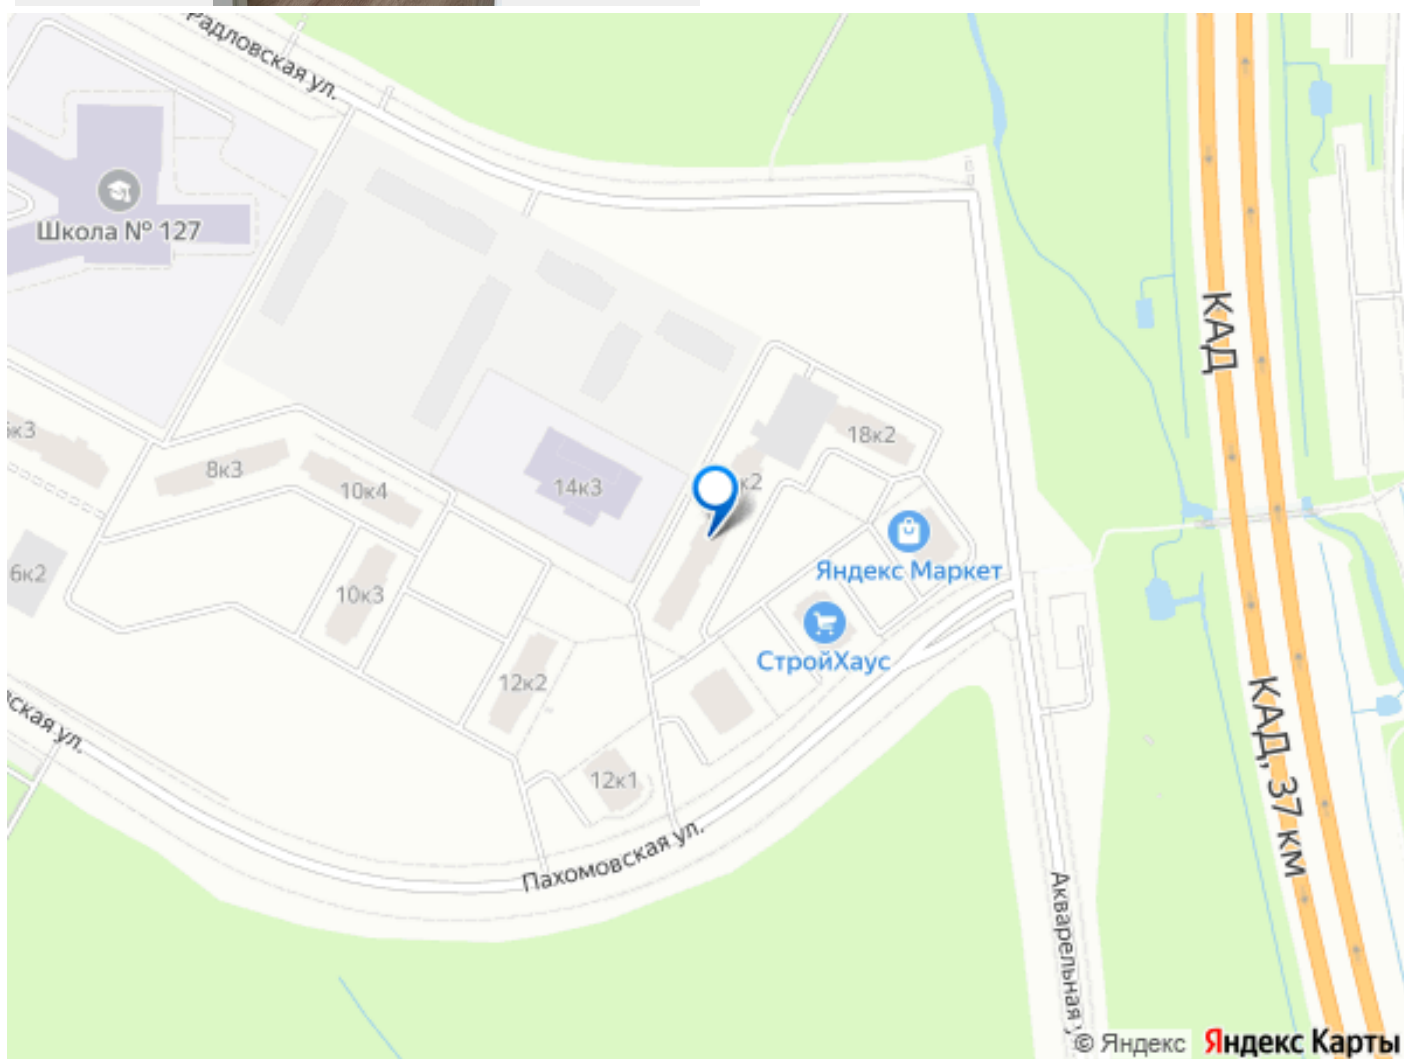 Радловская ул.
Школа № 127
КАД
к3
18к2
8к3
10к4
14к3
к2
6к2
10к3
Яндекс Маркет
СтройХаус
12к2
ская ул.
12к1
КАД, 37 км
Пахомовская ул.
Акварельная
© Яндекс Яндекс Карты